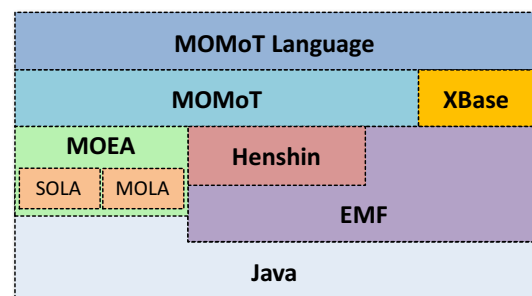 MOMoT Language
MOMoT
XBase
MOEA
Henshin
SOLA
MOLA
EMF
Java